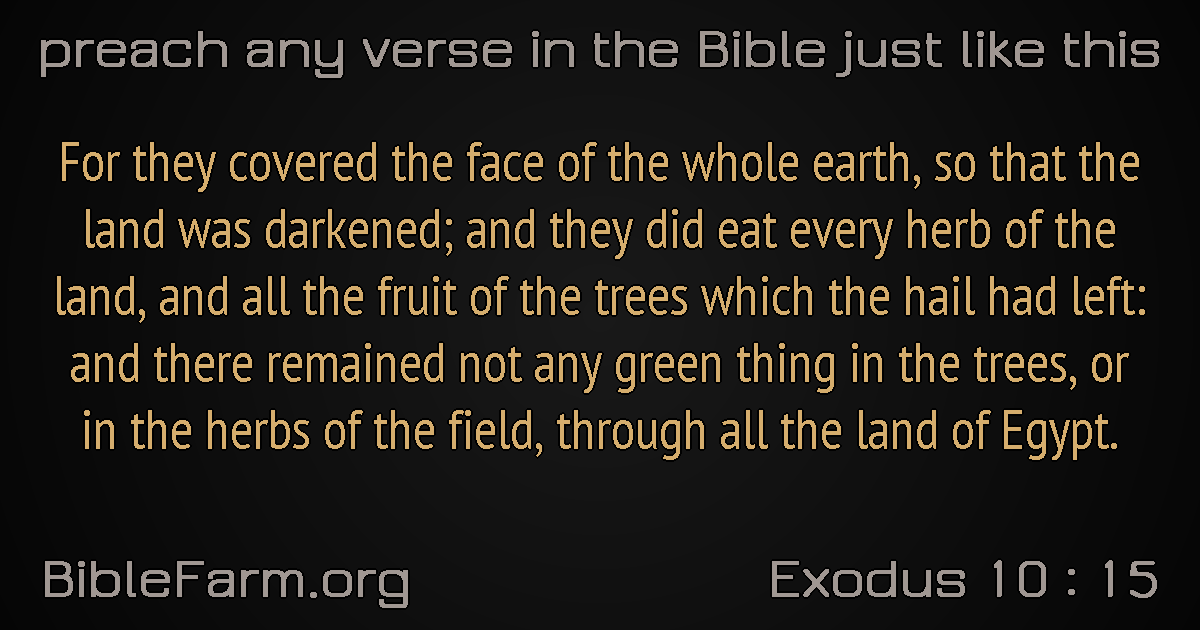 preach any verse in the Bible just like this
For they covered the face of the whole earth, so that the
land was darkened; and they did eat every herb of the
land, and all the fruit of the trees which the hail had left:
and there remained not any green thing in the trees, or
in the herbs of the field, through all the land of Egypt.
BibleFarm.org
Exodus 10 : 15